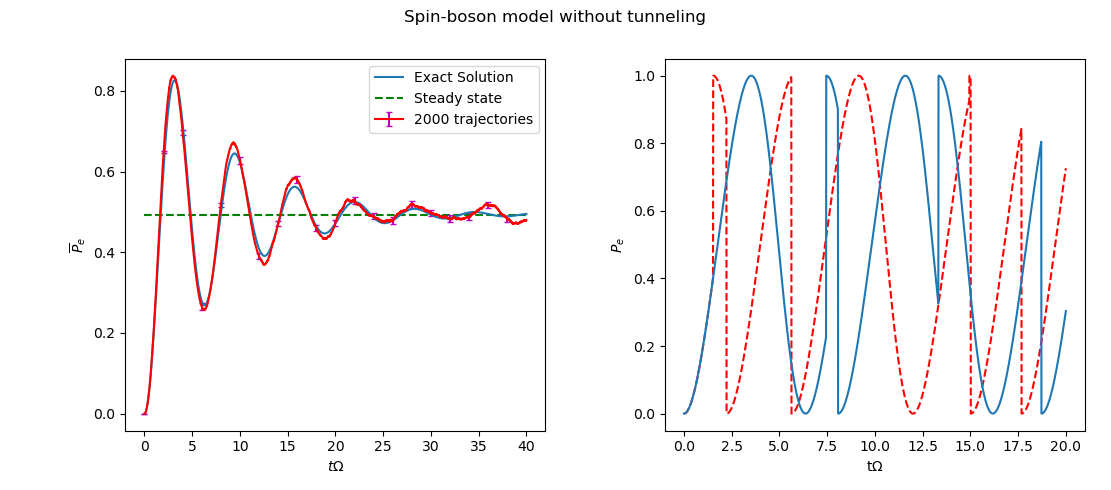 Spin-boson model without tunneling
Exact Solution
Steady state
2000 trajectories
0.8
0.6
0.4
0.2
0.0
P̅ₑ
0 5 10 15 20 25 30 35 40
tΩ
1.0
0.8
0.6
0.4
0.2
0.0
Pₑ
0.0 2.5 5.0 7.5 10.0 12.5 15.0 17.5 20.0
tΩ